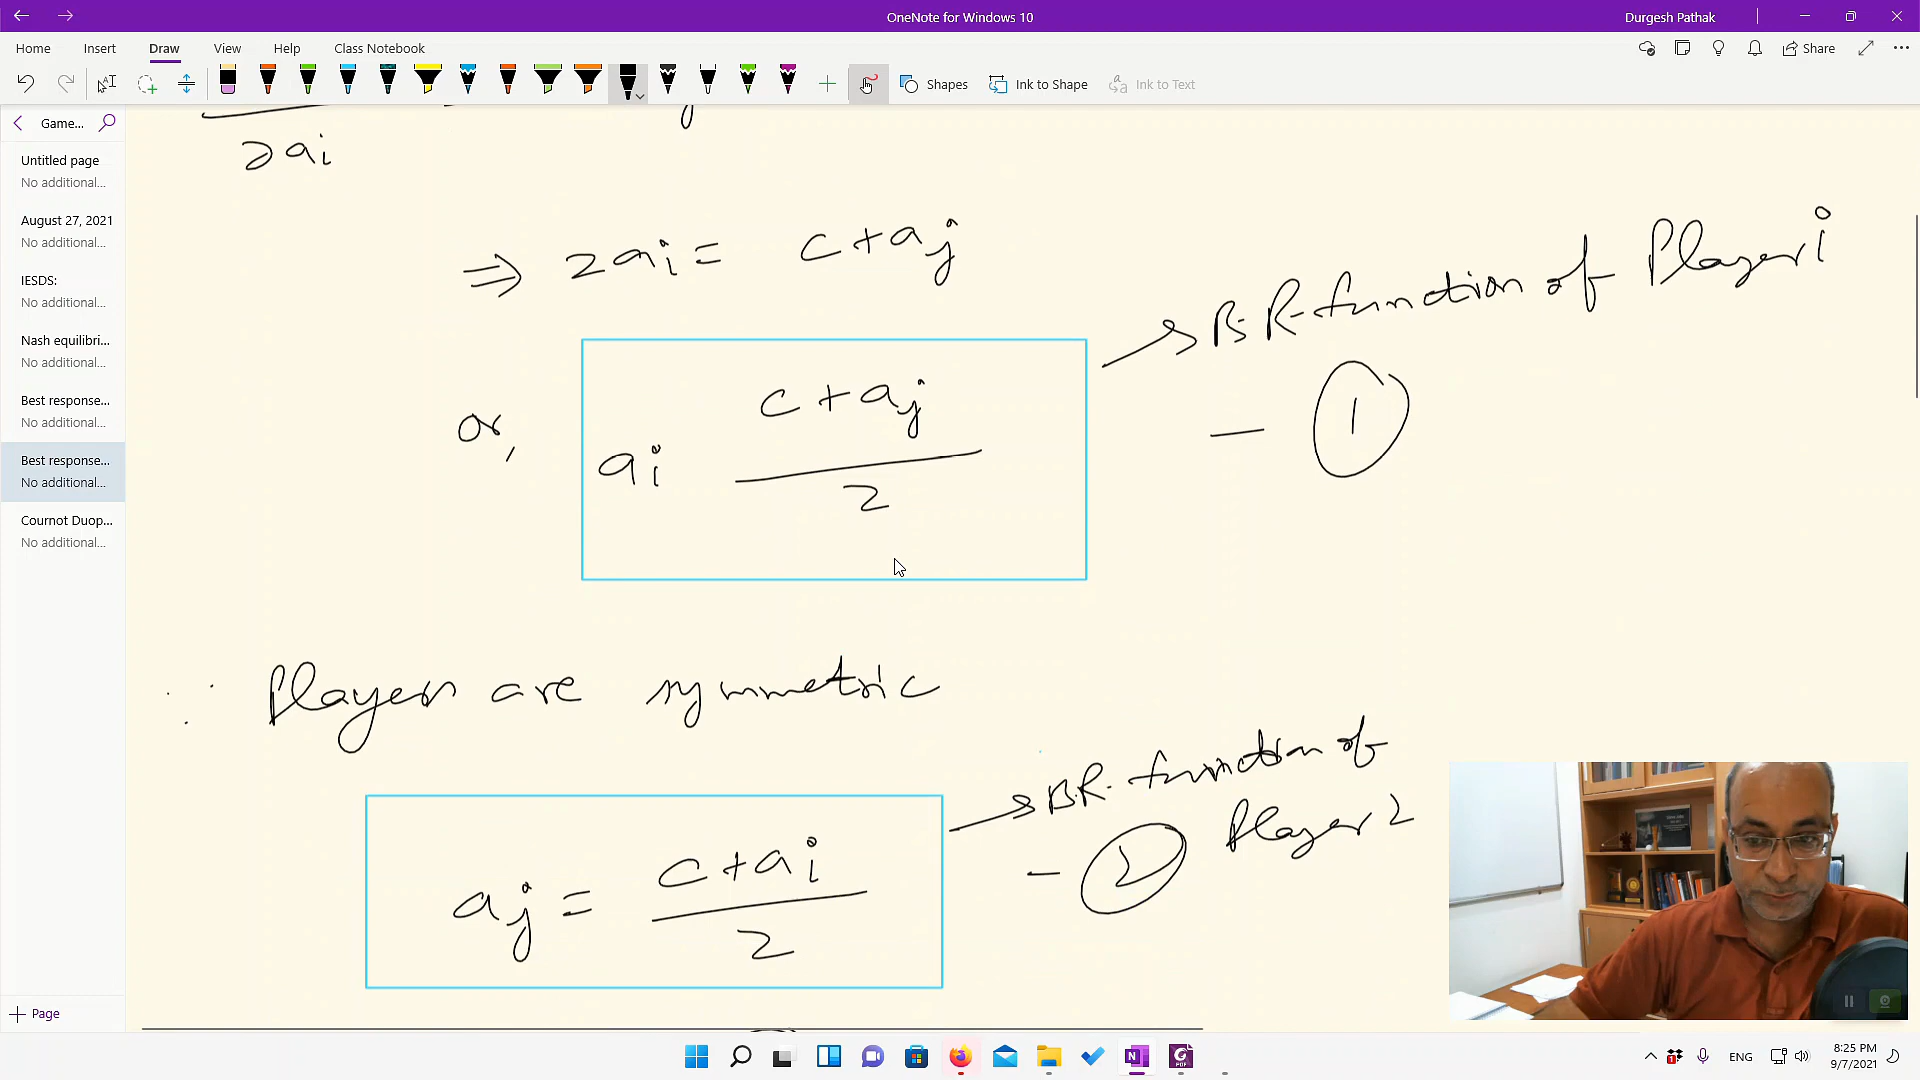 OneNote for Windows 10
Durgesh Pathak
Home Insert Draw View Help Class Notebook
Share
Shapes Ink to Shape Ink to Text
Game...
Untitled page
No additional...
August 27, 2021
No additional...
IESDS:
No additional...
Nash equilibri...
No additional...
Best response...
No additional...
Best response...
No additional...
Cournot Duop...
No additional...
Page
∂ai
⇒ 2ai = c+aj
or, ai c+aj
2
→ B.R. function of Player i
- ①
∵ Players are symmetric
aj = c+ai
2
→ B.R. function of
Player 2
- ②
ENG
8:25 PM
9/7/2021